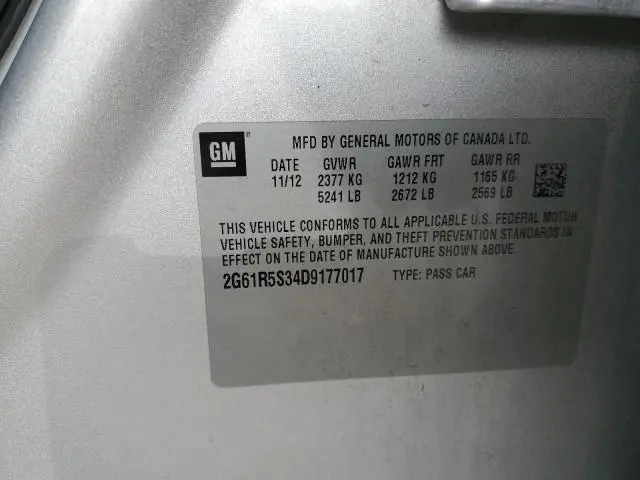 GM ®
MFD BY GENERAL MOTORS OF CANADA LTD.
DATE GVWR GAWR FRT GAWR RR
11/12 2377 KG 1212 KG 1165 KG
5241 LB 2672 LB 2569 LB
THIS VEHICLE CONFORMS TO ALL APPLICABLE U.S. FEDERAL MOTOR
VEHICLE SAFETY, BUMPER, AND THEFT PREVENTION STANDARDS IN
EFFECT ON THE DATE OF MANUFACTURE SHOWN ABOVE.
2G61R5S34D9177017 TYPE: PASS CAR